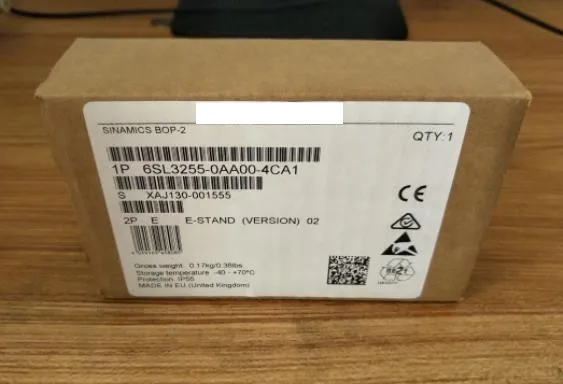 SINAMICS BOP-2
QTY:1
1P 6SL3255-0AA00-4CA1
S XAJ130-001555
2P E E-STAND (VERSION) 02
Gross weight: 0.17kg/0.38lbs
Storage temperature -40 - +70°C
Protection: IP55
MADE IN EU (United Kingdom)
CE